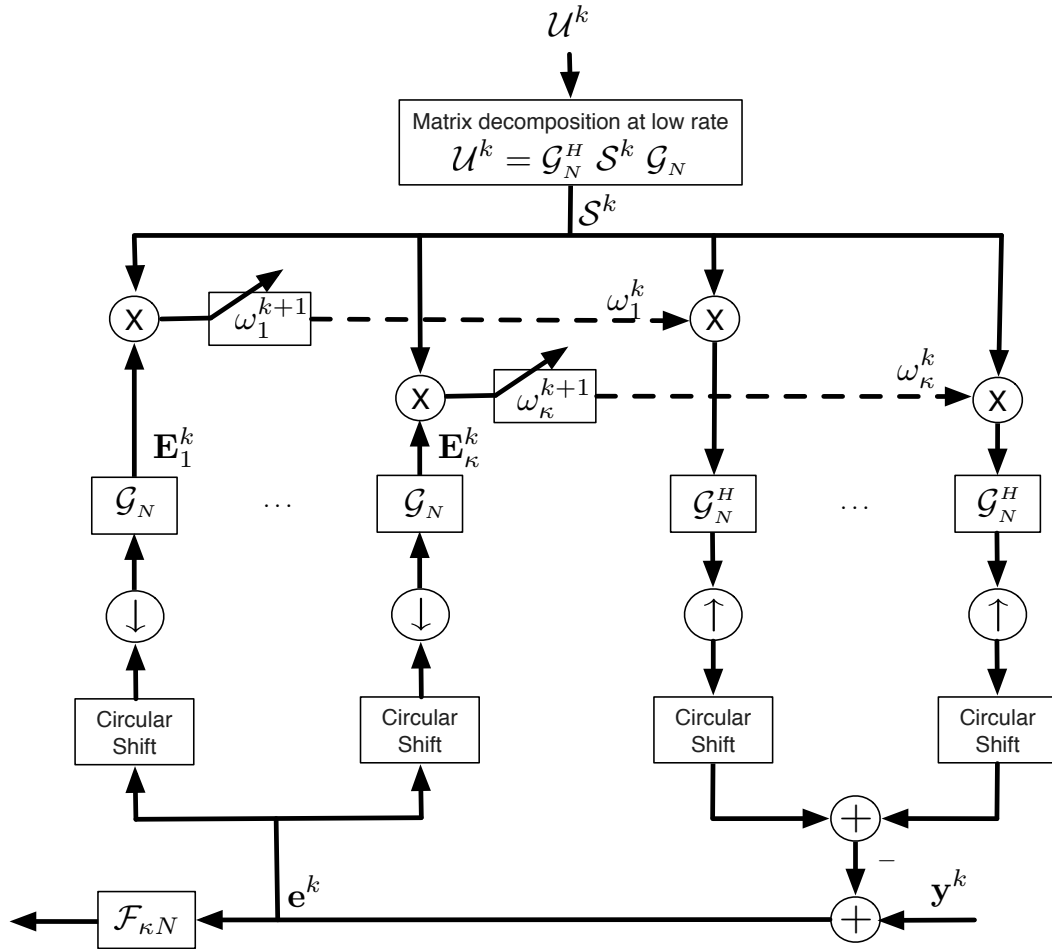 𝒰^k
Matrix decomposition at low rate
𝒰^k = 𝒢_N^H 𝒮^k 𝒢_N
𝒮^k
X ω_1^{k+1} ω_1^k X
X ω_κ^{k+1} ω_κ^k X
𝐄_1^k 𝐄_κ^k
𝒢_N ... 𝒢_N 𝒢_N^H ... 𝒢_N^H
↓ ↓ ↑ ↑
Circular Shift
Circular Shift
Circular Shift
Circular Shift
+
−
𝐞^k 𝐲^k
ℱ_{κN} +